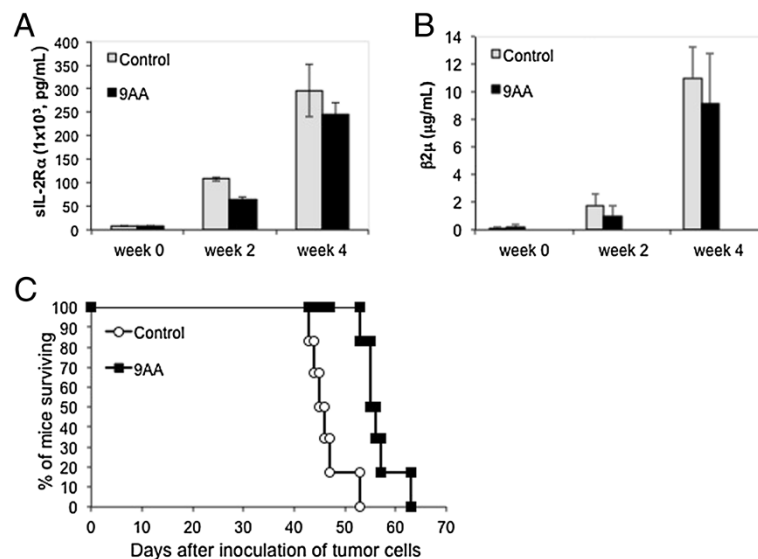 A
sIL-2Rα (1x10³, pg/mL)
400
350
300
250
200
150
100
50
0
Control
9AA
week 0
week 2
week 4
B
β2μ (μg/mL)
14
12
10
8
6
4
2
0
Control
9AA
week 0
week 2
week 4
C
% of mice surviving
100
90
80
70
60
50
40
30
20
10
0
Control
9AA
0
10
20
30
40
50
60
70
Days after inoculation of tumor cells